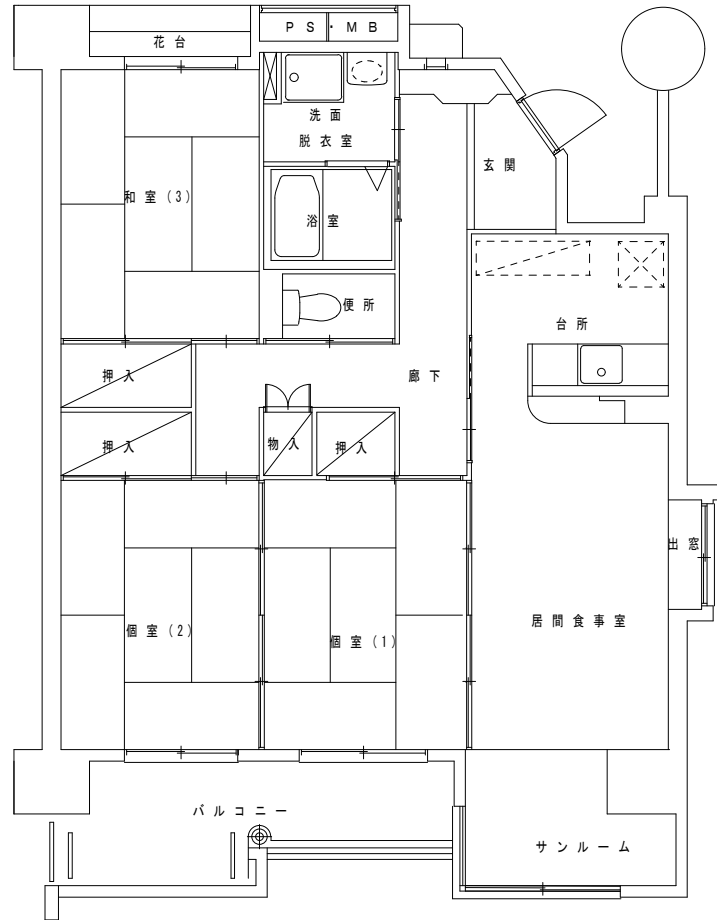 PS・MB
花台
洗面
脱衣室
玄関
和室(3)
浴室
便所
台所
押入
廊下
押入
物入
押入
出窓
居間食事室
個室(2)
個室(1)
バルコニー
サンルーム